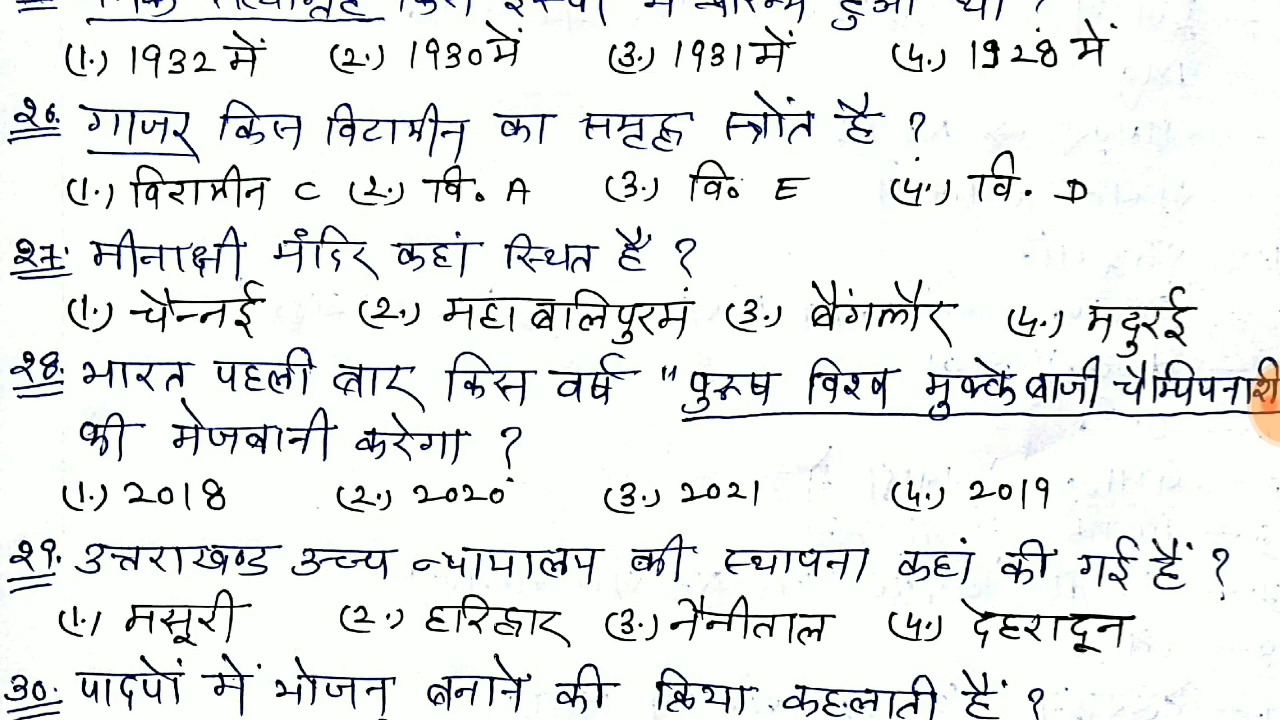 (1.) 1932 में (2.) 1930 में (3.) 1931 में (4.) 1928 में
26. गाजर किस विटामीन का समृद्ध स्त्रोंत है ?
(1.) विटामीन C (2.) वि. A (3.) वि. E (4.) वि. D
27. मीनाक्षी मंदिर कहां स्थित है ?
(1.) चैन्नई (2.) महाबालिपुरमं (3.) बैंगलौर (4.) मदुरई
28. भारत पहली बार किस वर्ष "पुरूष विश्व मुक्केबाजी चैम्पिपनाशी
की मेजबानी करेगा ?
(1.) 2018 (2.) 2020 (3.) 2021 (4.) 2019
29. उत्तराखण्ड उच्च न्यायालय की स्थापना कहां की गई हैं ?
(1.) मसूरी (2.) हरिद्वार (3.) नैनीताल (4.) देहरादून
30. पादपों में भोजन बनाने की क्रिया कहलाती हैं ?